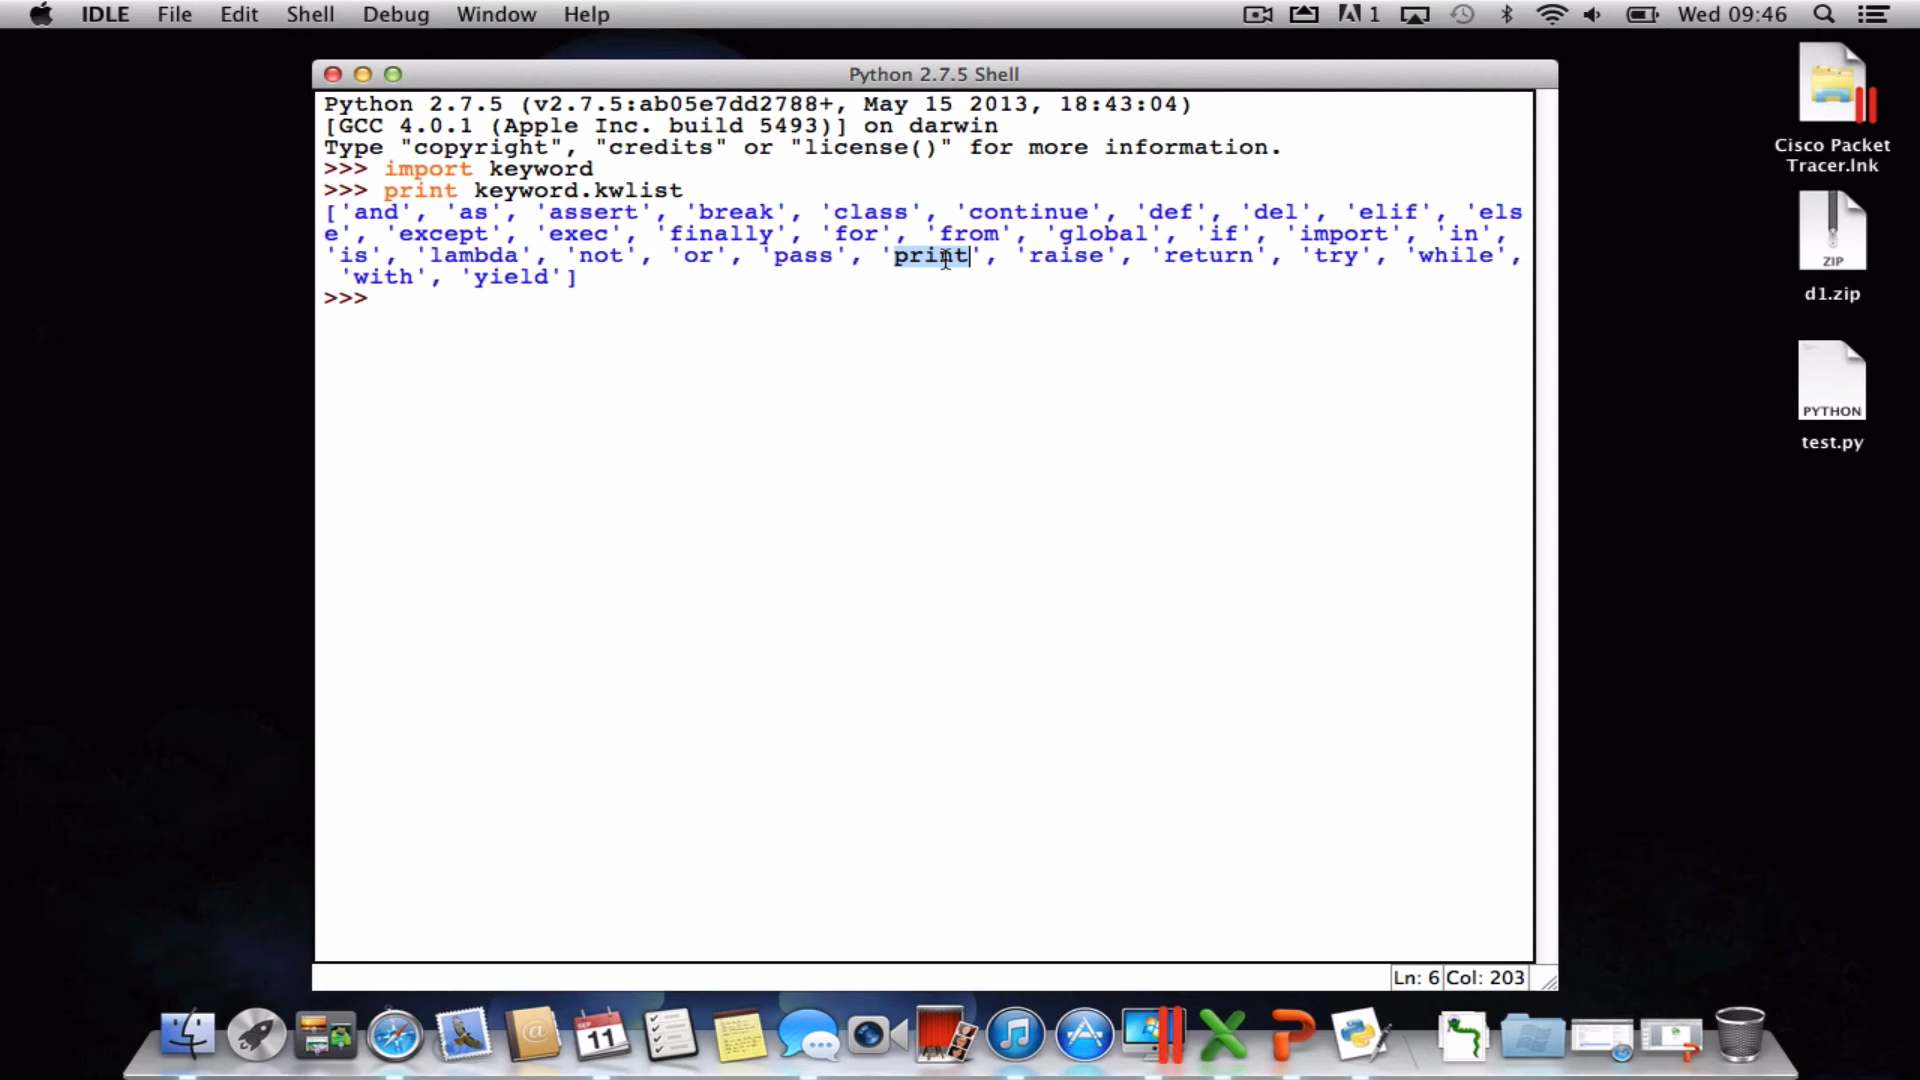 IDLE File Edit Shell Debug Window Help
1 Wed 09:46
Python 2.7.5 Shell
Python 2.7.5 (v2.7.5:ab05e7dd2788+, May 15 2013, 18:43:04)
[GCC 4.0.1 (Apple Inc. build 5493)] on darwin
Type "copyright", "credits" or "license()" for more information.
>>> import keyword
>>> print keyword.kwlist
['and', 'as', 'assert', 'break', 'class', 'continue', 'def', 'del', 'elif', 'els
e', 'except', 'exec', 'finally', 'for', 'from', 'global', 'if', 'import', 'in',
'is', 'lambda', 'not', 'or', 'pass', 'print', 'raise', 'return', 'try', 'while',
'with', 'yield']
>>>
Ln: 6 Col: 203
Cisco Packet
Tracer.lnk
ZIP
d1.zip
PYTHON
test.py
SEP
11